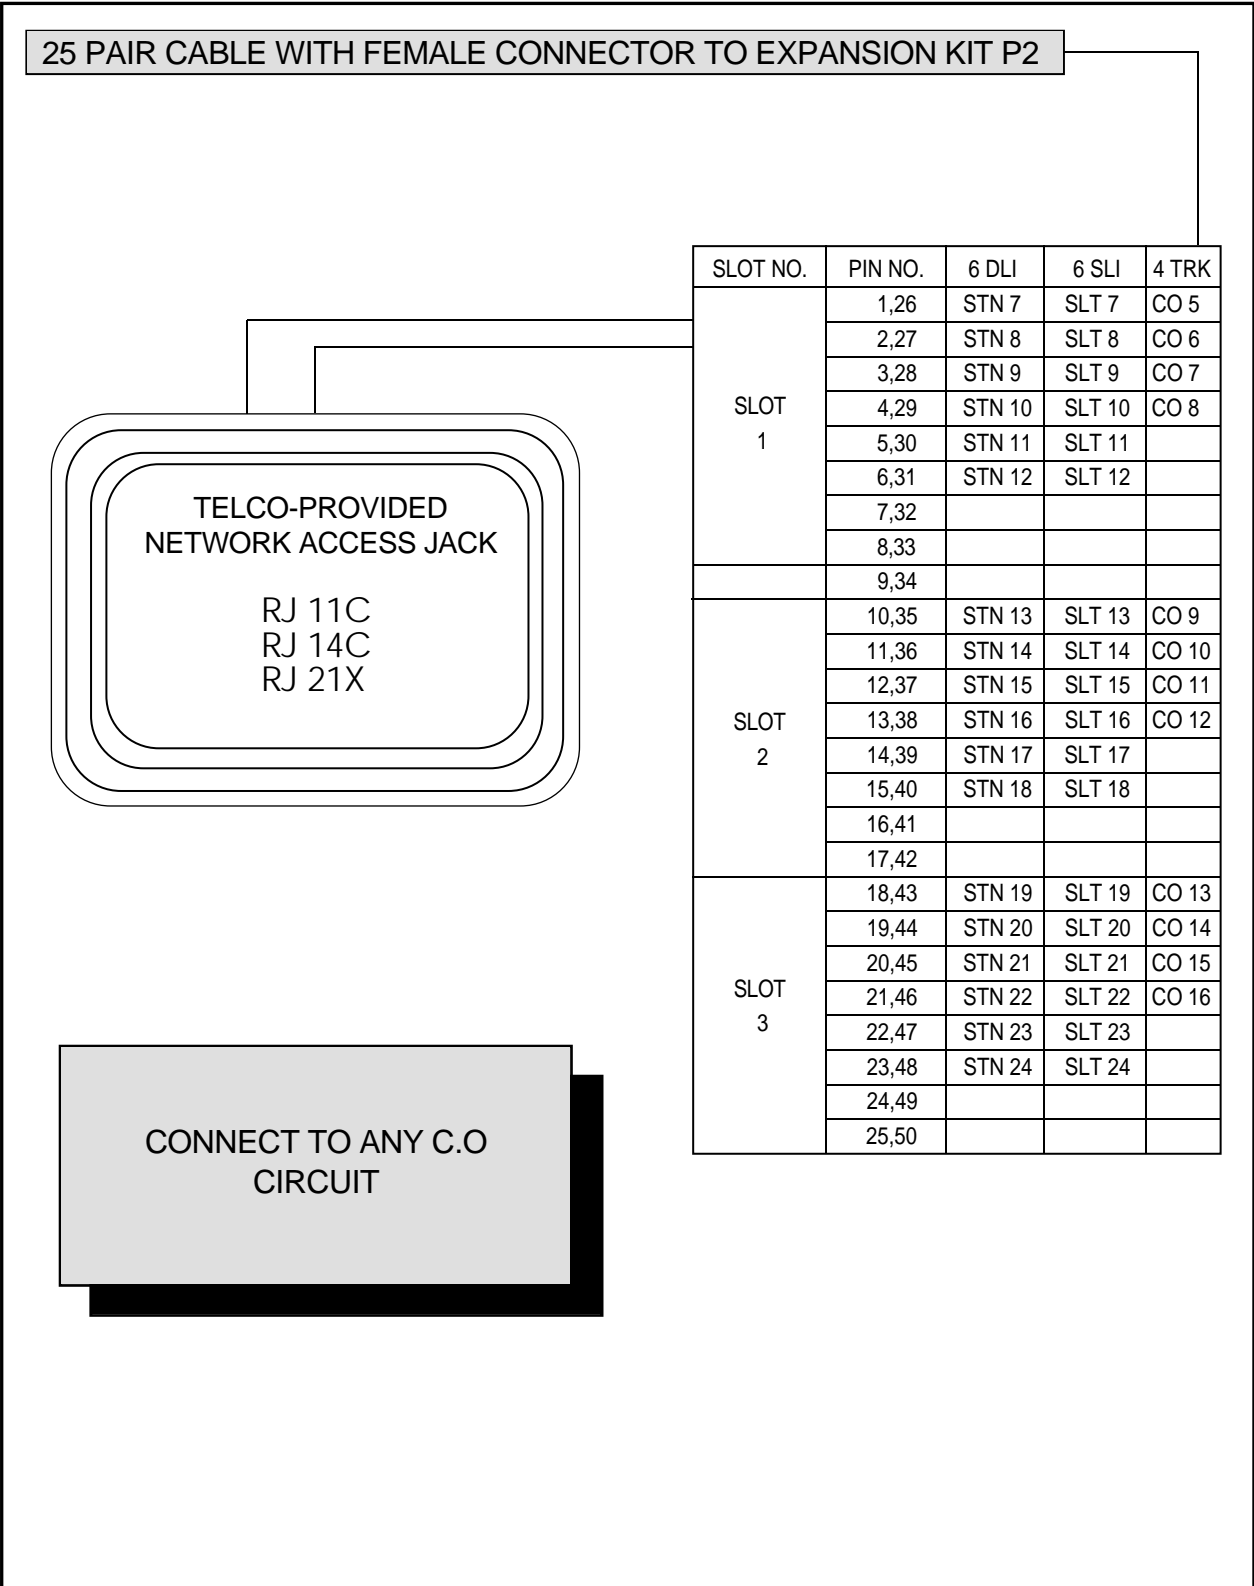 25 PAIR CABLE WITH FEMALE CONNECTOR TO EXPANSION KIT P2
SLOT NO. PIN NO. 6 DLI 6 SLI 4 TRK
1,26 STN 7 SLT 7 CO 5
2,27 STN 8 SLT 8 CO 6
3,28 STN 9 SLT 9 CO 7
SLOT 4,29 STN 10 SLT 10 CO 8
1 5,30 STN 11 SLT 11
6,31 STN 12 SLT 12
7,32
8,33
9,34
10,35 STN 13 SLT 13 CO 9
11,36 STN 14 SLT 14 CO 10
12,37 STN 15 SLT 15 CO 11
SLOT 13,38 STN 16 SLT 16 CO 12
2 14,39 STN 17 SLT 17
15,40 STN 18 SLT 18
16,41
17,42
18,43 STN 19 SLT 19 CO 13
19,44 STN 20 SLT 20 CO 14
20,45 STN 21 SLT 21 CO 15
SLOT 21,46 STN 22 SLT 22 CO 16
3 22,47 STN 23 SLT 23
23,48 STN 24 SLT 24
24,49
25,50
TELCO-PROVIDED
NETWORK ACCESS JACK
RJ 11C
RJ 14C
RJ 21X
CONNECT TO ANY C.O
CIRCUIT